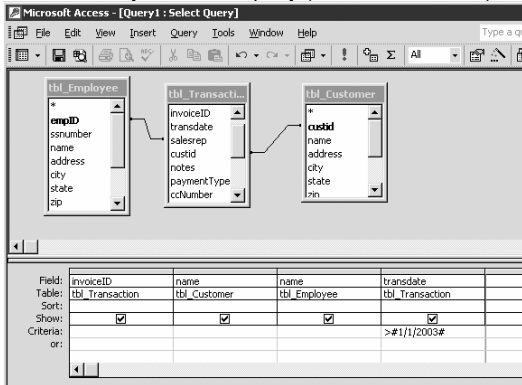 Microsoft Access - [Query1 : Select Query]
File Edit View Insert Query Tools Window Help Type a qu
Σ All
tbl_Employee
*
empID
ssnumber
name
address
city
state
zip
tbl_Transacti...
invoiceID
transdate
salesrep
custid
notes
paymentType
ccNumber
tbl_Customer
*
custid
name
address
city
state
zip
Field: invoiceID name name transdate
Table: tbl_Transaction tbl_Customer tbl_Employee tbl_Transaction
Sort:
Show:
Criteria: >#1/1/2003#
or: